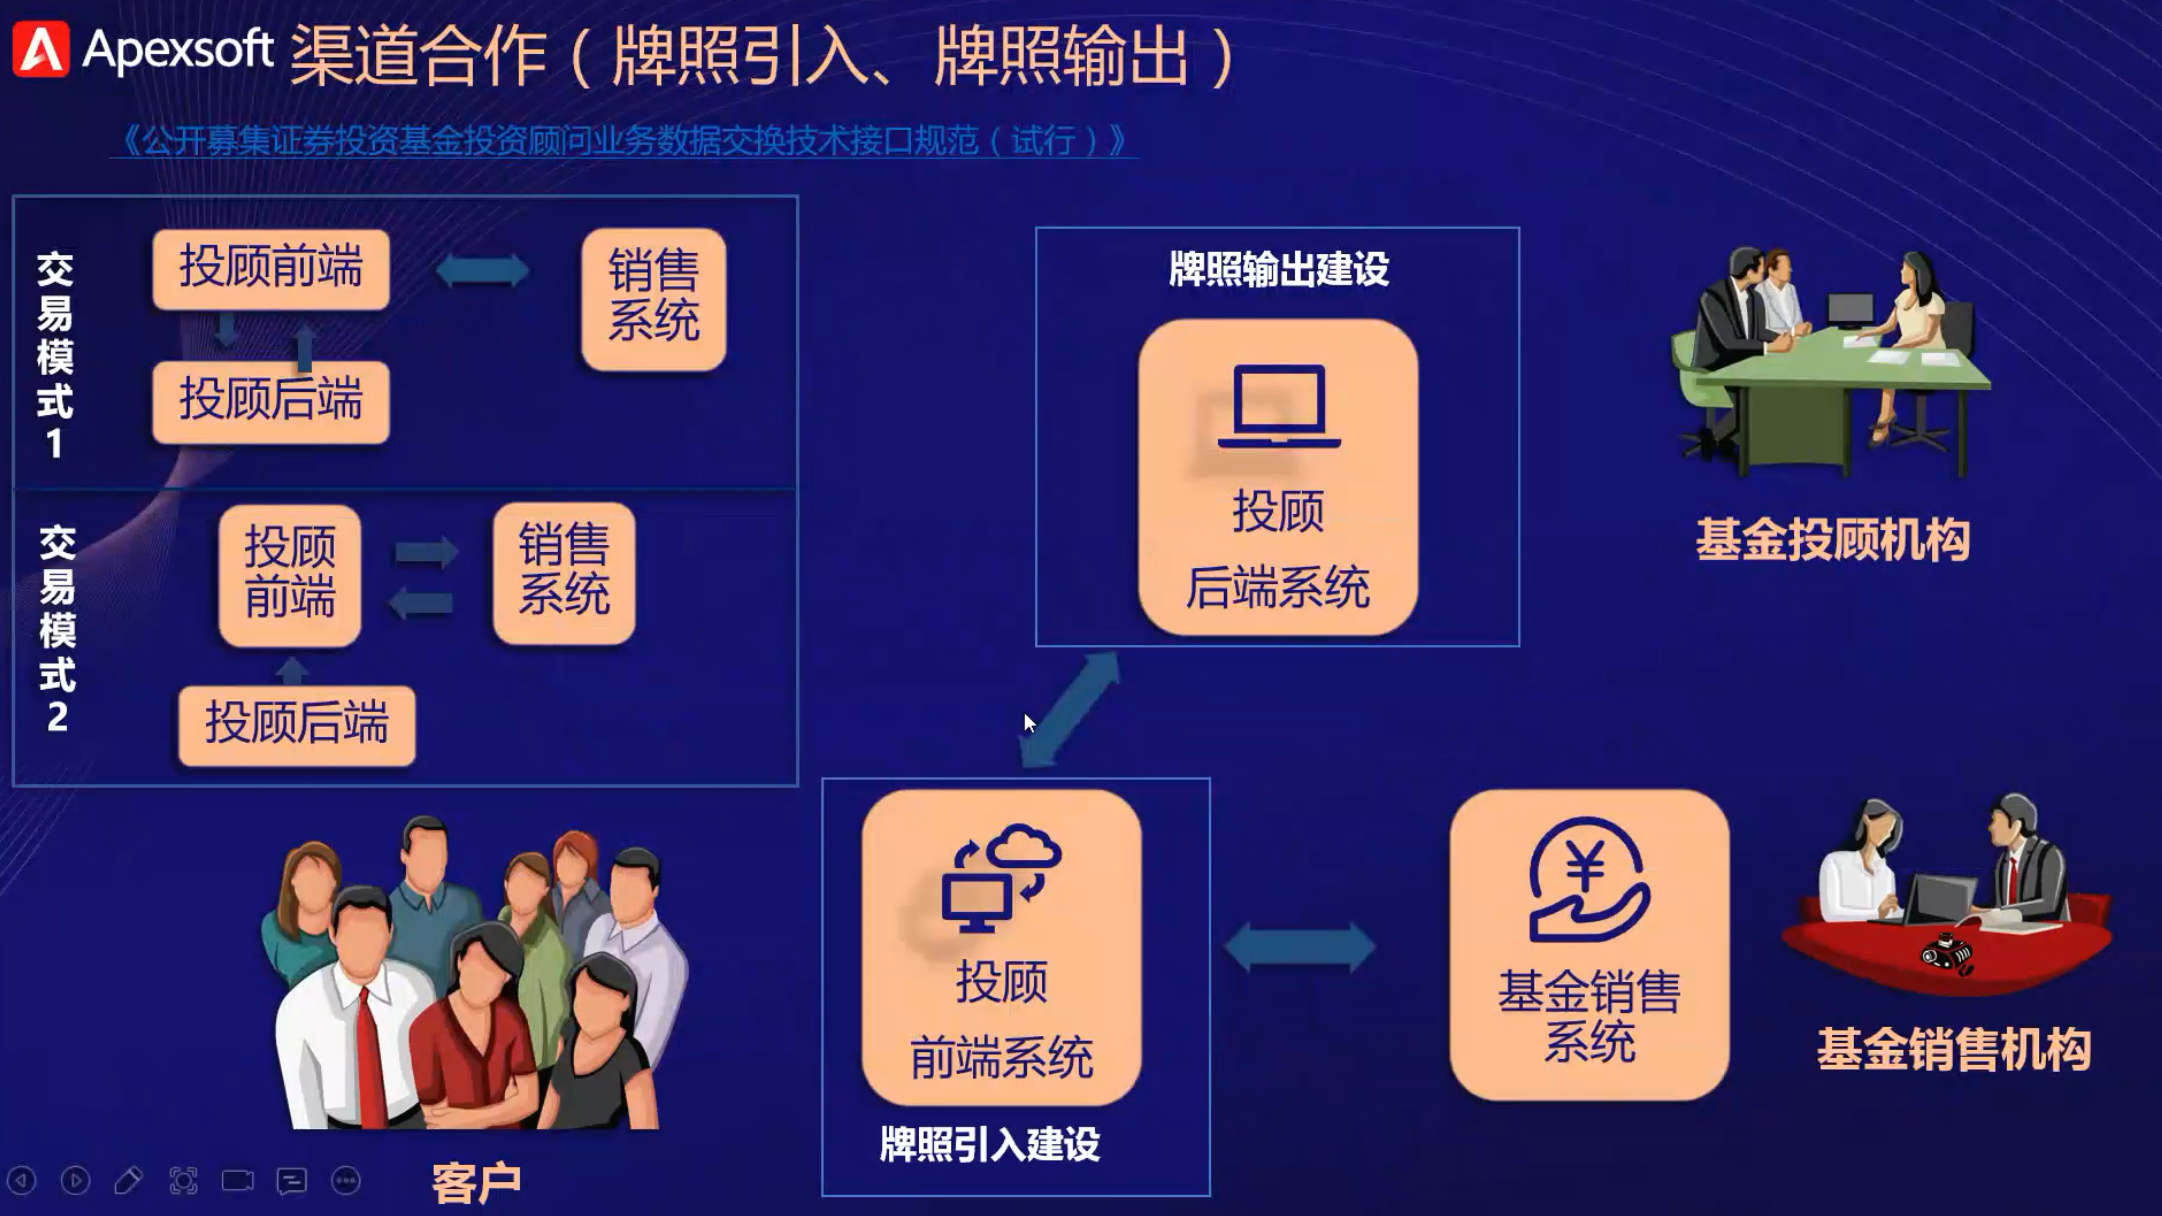 Apexsoft 渠道合作（牌照引入、牌照输出）
《公开募集证券投资基金投资顾问业务数据交换技术接口规范（试行）》
交易模式1
投顾前端
销售
系统
投顾后端
交易模式2
投顾
前端
销售
系统
投顾后端
牌照输出建设
投顾
后端系统
基金投顾机构
投顾
前端系统
牌照引入建设
¥
基金销售
系统
基金销售机构
客户